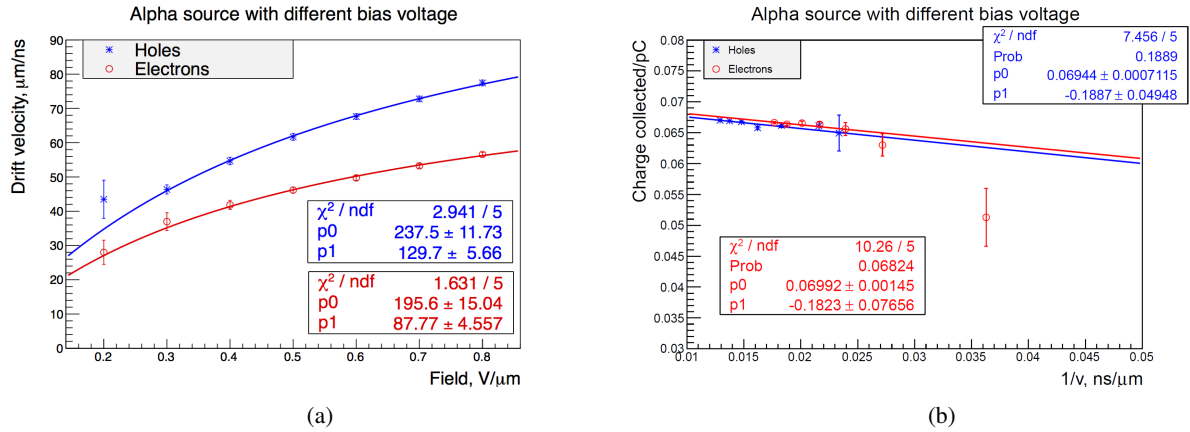 Alpha source with different bias voltage
Drift velocity, μm/ns
90
80
70
60
50
40
30
20
10
0
Holes
Electrons
χ² / ndf 2.941 / 5
p0 237.5 ± 11.73
p1 129.7 ± 5.66
χ² / ndf 1.631 / 5
p0 195.6 ± 15.04
p1 87.77 ± 4.557
0.2 0.3 0.4 0.5 0.6 0.7 0.8
Field, V/μm
(a)
Alpha source with different bias voltage
Charge collected/pC
0.08
0.075
0.07
0.065
0.06
0.055
0.05
0.045
0.04
0.035
0.03
Holes
Electrons
χ² / ndf 7.456 / 5
Prob 0.1889
p0 0.06944 ± 0.0007115
p1 -0.1887 ± 0.04948
χ² / ndf 10.26 / 5
Prob 0.06824
p0 0.06992 ± 0.00145
p1 -0.1823 ± 0.07656
0.01 0.015 0.02 0.025 0.03 0.035 0.04 0.045 0.05
1/v, ns/μm
(b)